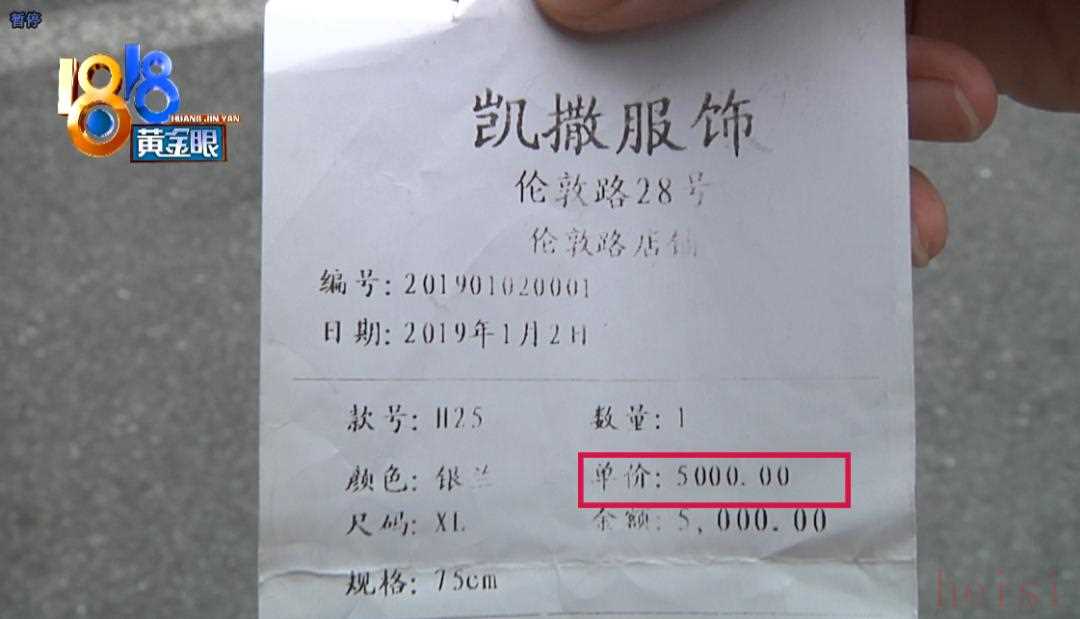 暂停
1818
HUANG JIN YAN
黄金眼
凯撒服饰
伦敦路28号
伦敦路店铺
编号:201901020001
日期:2019年1月2日
款号:H25 数量:1
颜色:银兰 单价:5000.00
尺码:XL 金额:5,000.00
规格:75cm
heisi